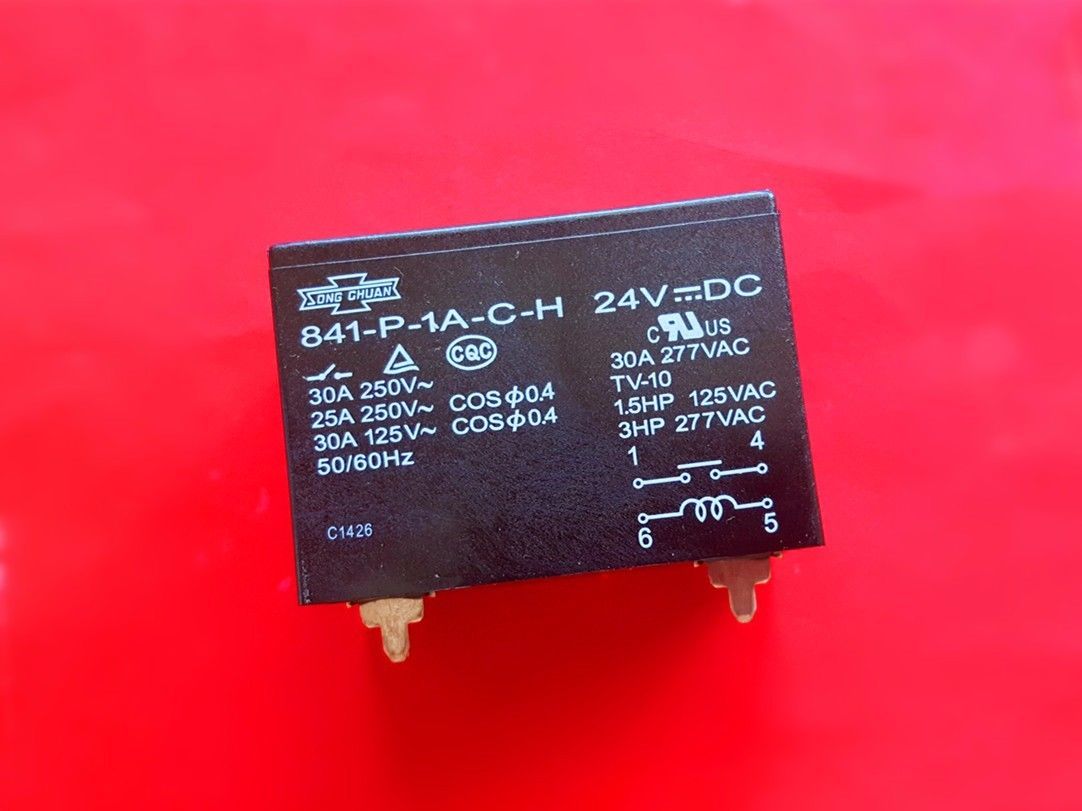 SONG CHUAN
841-P-1A-C-H 24V⎓DC
CQC
30A 250V~
25A 250V~ COSϕ0.4
30A 125V~ COSϕ0.4
50/60Hz
C1426
C RU US
30A 277VAC
TV-10
1.5HP 125VAC
3HP 277VAC
1 4
6 5